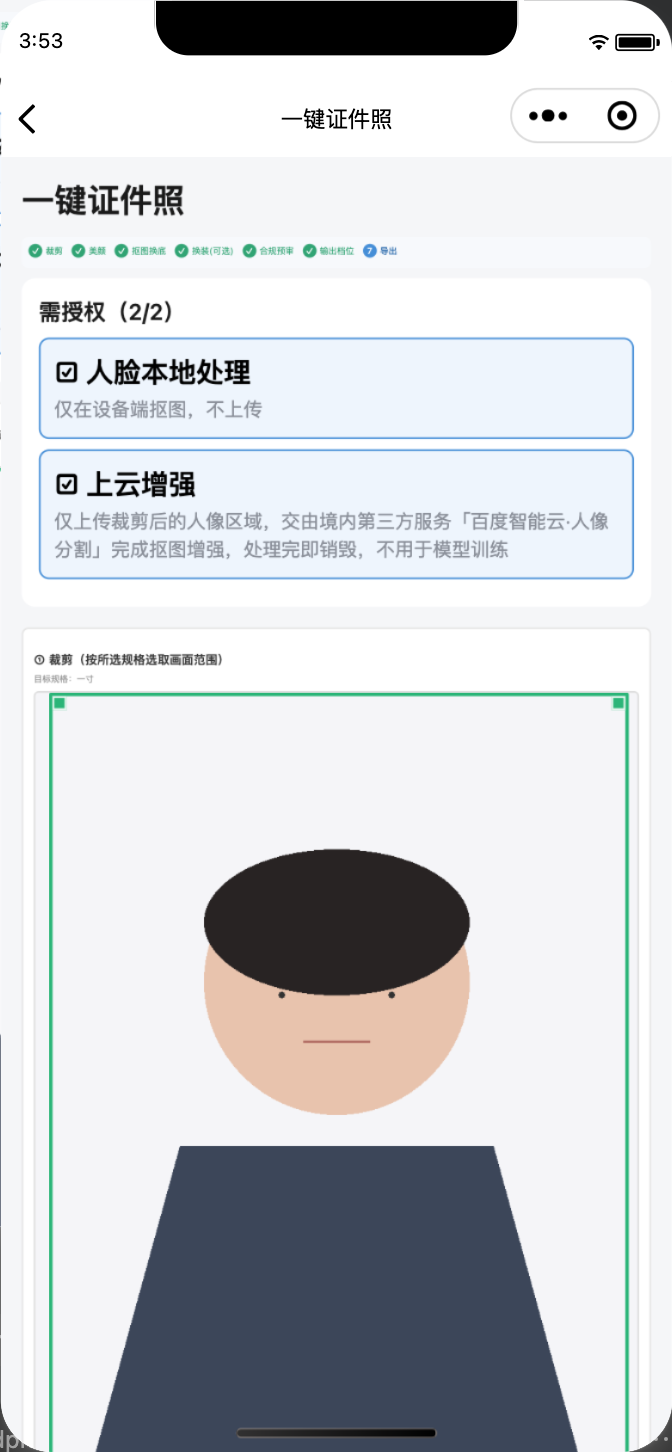 3:53
一键证件照
一键证件照
裁剪 美颜 抠图换底 换装(可选) 合规预审 输出档位 7 导出
需授权（2/2）
人脸本地处理
仅在设备端抠图，不上传
上云增强
仅上传裁剪后的人像区域，交由境内第三方服务「百度智能云·人像
分割」完成抠图增强，处理完即销毁，不用于模型训练
① 裁剪（按所选规格选取画面范围）
目标规格：一寸